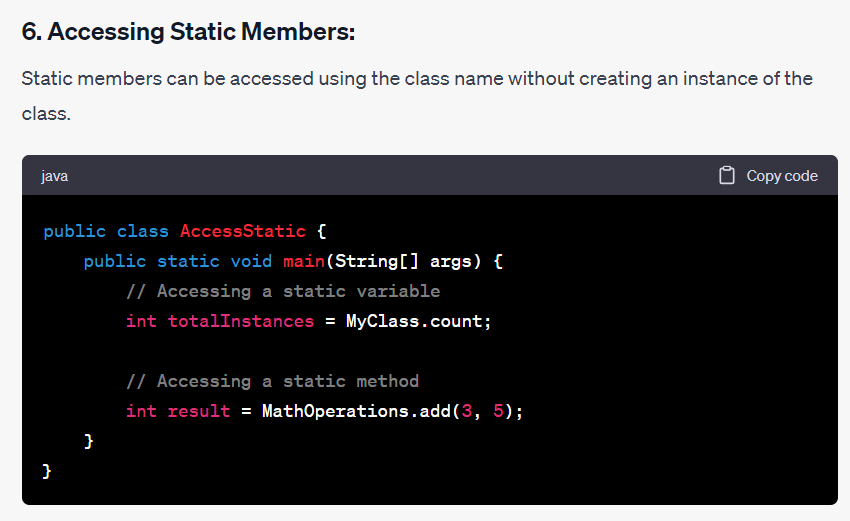 6. Accessing Static Members:
Static members can be accessed using the class name without creating an instance of the
class.
java
Copy code
public class AccessStatic {
    public static void main(String[] args) {
        // Accessing a static variable
        int totalInstances = MyClass.count;
        // Accessing a static method
        int result = MathOperations.add(3, 5);
    }
}